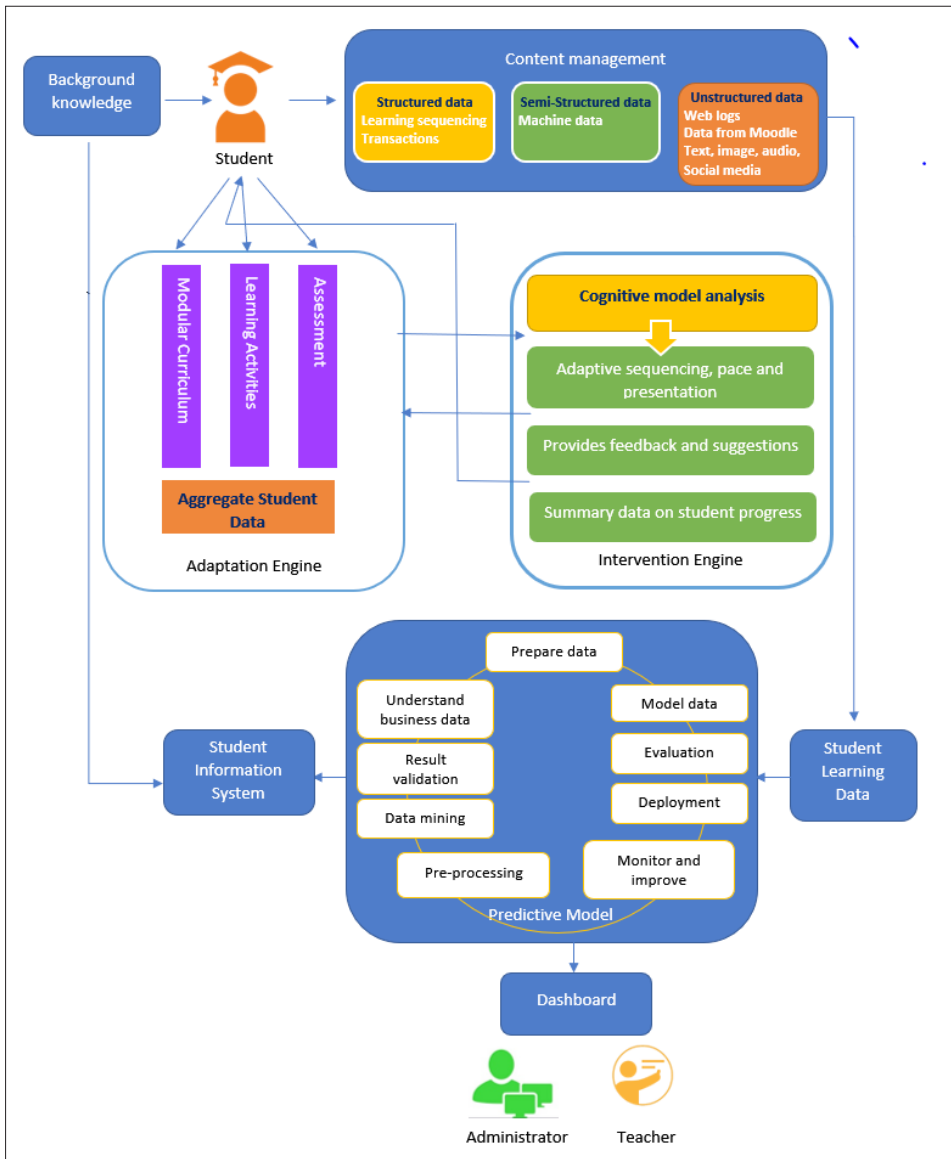 Background
knowledge
Student
Content management
Structured data
Learning sequencing
Transactions
Semi-Structured data
Machine data
Unstructured data
Web logs
Data from Moodle
Text, image, audio,
Social media
Modular Curriculum
Learning Activities
Assessment
Aggregate Student
Data
Adaptation Engine
Cognitive model analysis
Adaptive sequencing, pace and
presentation
Provides feedback and suggestions
Summary data on student progress
Intervention Engine
Prepare data
Understand
business data
Result
validation
Data mining
Pre-processing
Model data
Evaluation
Deployment
Monitor and
improve
Predictive Model
Student
Information
System
Student
Learning
Data
Dashboard
Administrator
Teacher